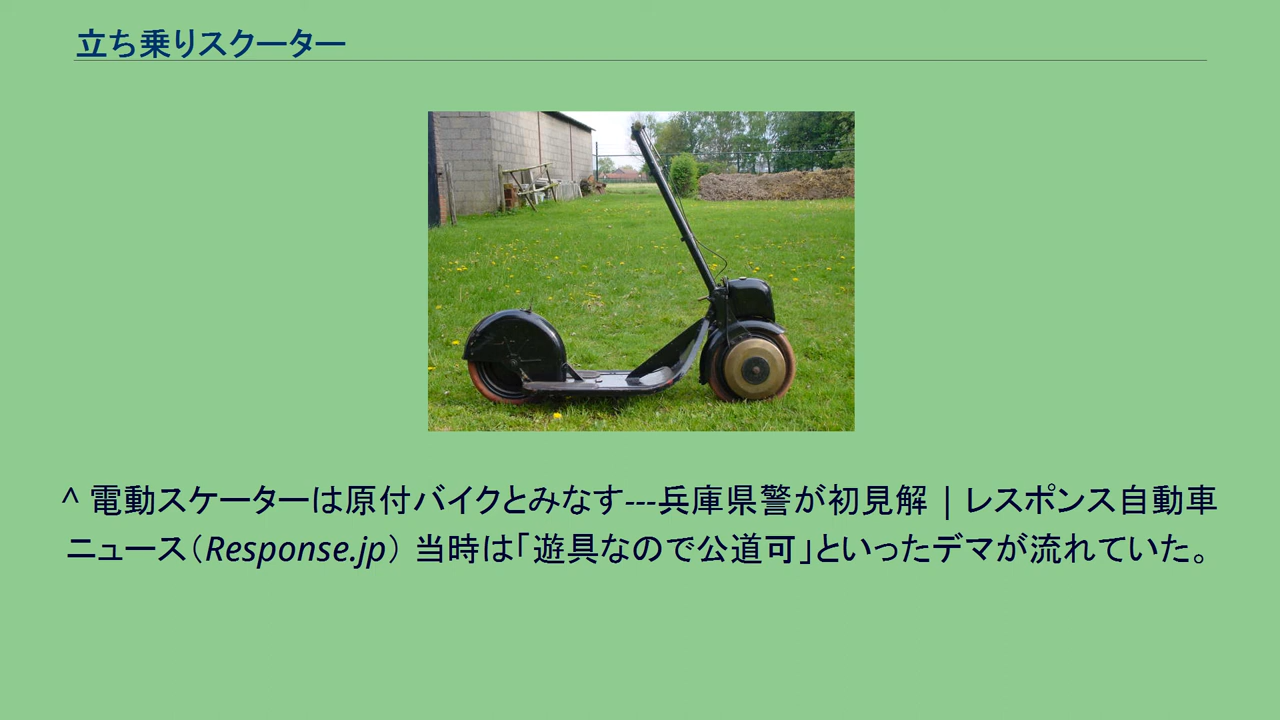 立ち乗りスクーター
^ 電動スケーターは原付バイクとみなす---兵庫県警が初見解 | レスポンス自動車
ニュース（Response.jp） 当時は「遊具なので公道可」といったデマが流れていた。